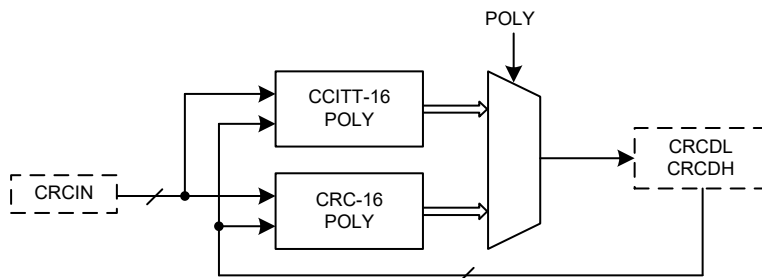 POLY
CCITT-16
POLY
CRCDL
CRCDH
CRCIN
CRC-16
POLY